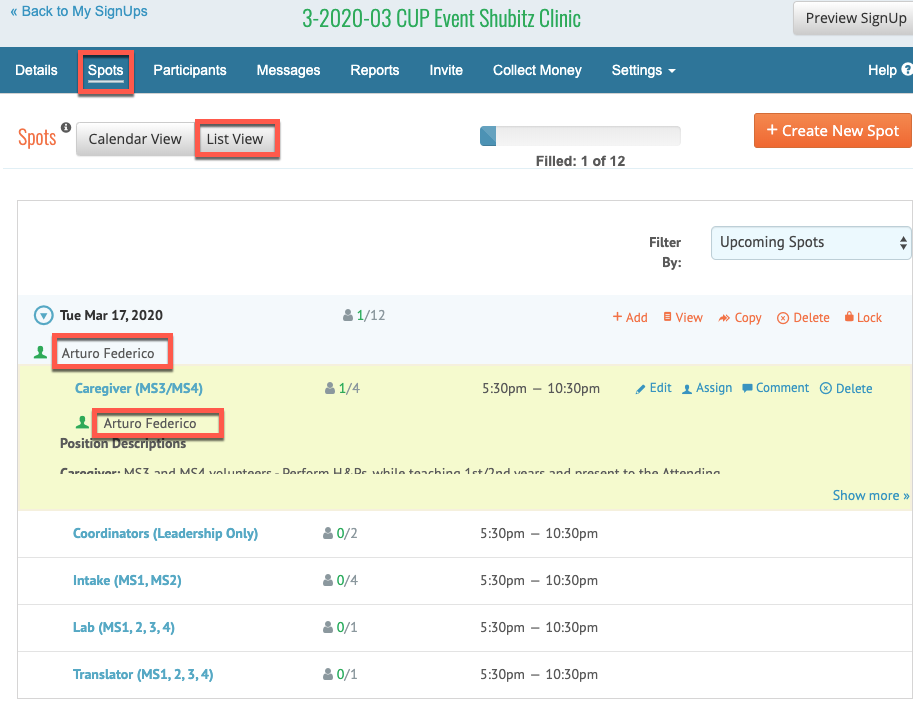 « Back to My SignUps
3-2020-03 CUP Event Shubitz Clinic
Preview SignUp
Details Spots Participants Messages Reports Invite Collect Money Settings Help ?
Spots i Calendar View List View
+ Create New Spot
Filled: 1 of 12
Filter By: Upcoming Spots
Tue Mar 17, 2020 1/12 + Add View Copy Delete Lock
Arturo Federico
Caregiver (MS3/MS4) 1/4 5:30pm — 10:30pm Edit Assign Comment Delete
Arturo Federico
Position Descriptions
Caregiver: MS3 and MS4 volunteers - Perform H&Ps, while teaching 1st/2nd years and present to the Attending
Show more »
Coordinators (Leadership Only) 0/2 5:30pm — 10:30pm
Intake (MS1, MS2) 0/4 5:30pm — 10:30pm
Lab (MS1, 2, 3, 4) 0/1 5:30pm — 10:30pm
Translator (MS1, 2, 3, 4) 0/1 5:30pm — 10:30pm